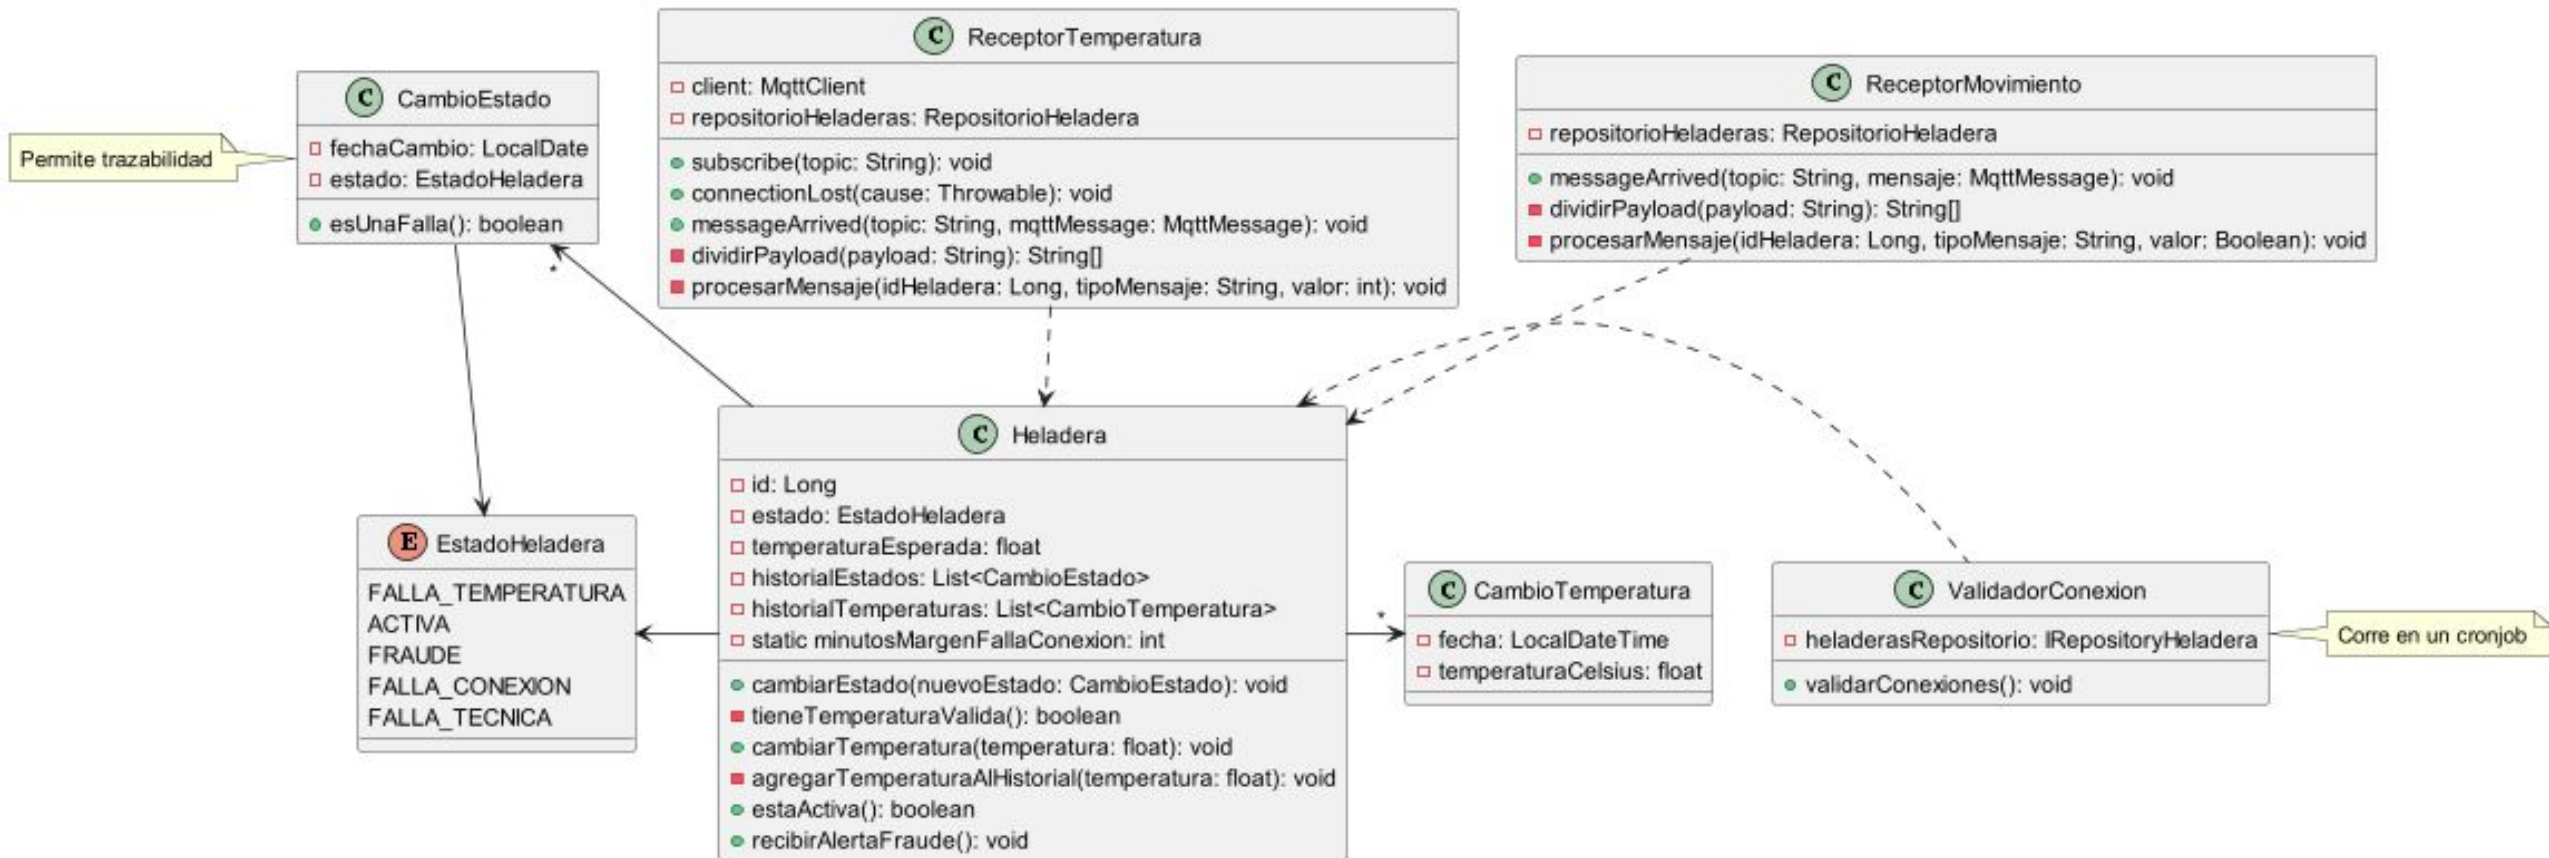 C ReceptorTemperatura
client: MqttClient
repositorioHeladeras: RepositorioHeladera
subscribe(topic: String): void
connectionLost(cause: Throwable): void
messageArrived(topic: String, mqttMessage: MqttMessage): void
dividirPayload(payload: String): String[]
procesarMensaje(idHeladera: Long, tipoMensaje: String, valor: int): void
C ReceptorMovimiento
repositorioHeladeras: RepositorioHeladera
messageArrived(topic: String, mensaje: MqttMessage): void
dividirPayload(payload: String): String[]
procesarMensaje(idHeladera: Long, tipoMensaje: String, valor: Boolean): void
C CambioEstado
fechaCambio: LocalDate
estado: EstadoHeladera
esUnaFalla(): boolean
Permite trazabilidad
*
C Heladera
id: Long
estado: EstadoHeladera
temperaturaEsperada: float
historialEstados: List<CambioEstado>
historialTemperaturas: List<CambioTemperatura>
static minutosMargenFallaConexion: int
cambiarEstado(nuevoEstado: CambioEstado): void
tieneTemperaturaValida(): boolean
cambiarTemperatura(temperatura: float): void
agregarTemperaturaAlHistorial(temperatura: float): void
estaActiva(): boolean
recibirAlertaFraude(): void
E EstadoHeladera
FALLA_TEMPERATURA
ACTIVA
FRAUDE
FALLA_CONEXION
FALLA_TECNICA
*
C CambioTemperatura
fecha: LocalDateTime
temperaturaCelsius: float
C ValidadorConexion
heladerasRepositorio: IRepositoryHeladera
validarConexiones(): void
Corre en un cronjob